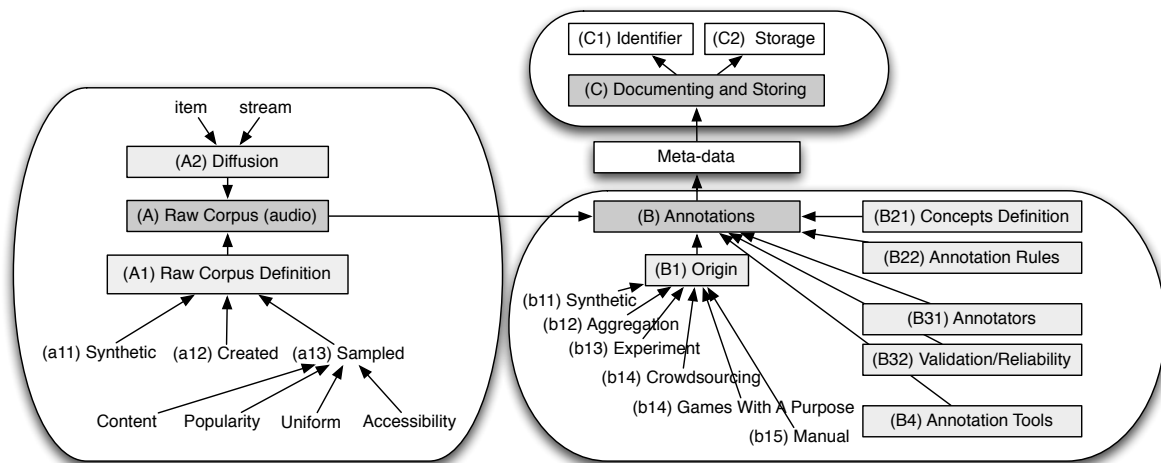 (C1) Identifier
(C2) Storage
(C) Documenting and Storing
Meta-data
item
stream
(A2) Diffusion
(A) Raw Corpus (audio)
(A1) Raw Corpus Definition
(a11) Synthetic
(a12) Created
(a13) Sampled
Content
Popularity
Uniform
Accessibility
(B) Annotations
(B1) Origin
(b11) Synthetic
(b12) Aggregation
(b13) Experiment
(b14) Crowdsourcing
(b14) Games With A Purpose
(b15) Manual
(B21) Concepts Definition
(B22) Annotation Rules
(B31) Annotators
(B32) Validation/Reliability
(B4) Annotation Tools